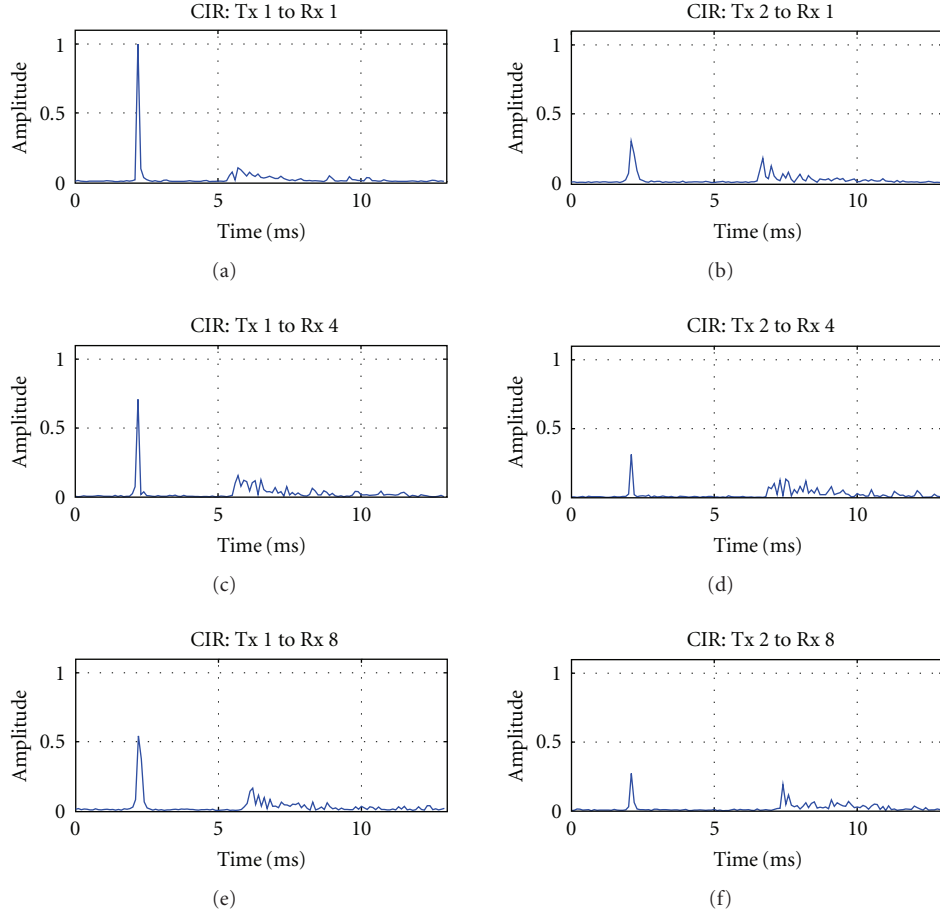 CIR: Tx 1 to Rx 1
Amplitude
1
0.5
0
0 5 10
Time (ms)
(a)
CIR: Tx 2 to Rx 1
Amplitude
1
0.5
0
0 5 10
Time (ms)
(b)
CIR: Tx 1 to Rx 4
Amplitude
1
0.5
0
0 5 10
Time (ms)
(c)
CIR: Tx 2 to Rx 4
Amplitude
1
0.5
0
0 5 10
Time (ms)
(d)
CIR: Tx 1 to Rx 8
Amplitude
1
0.5
0
0 5 10
Time (ms)
(e)
CIR: Tx 2 to Rx 8
Amplitude
1
0.5
0
0 5 10
Time (ms)
(f)